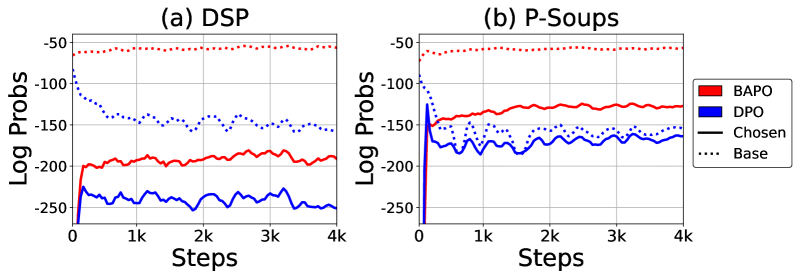 (a) DSP
Log Probs
-50
-100
-150
-200
-250
0
1k
2k
3k
4k
Steps
(b) P-Soups
Log Probs
-50
-100
-150
-200
-250
0
1k
2k
3k
4k
Steps
BAPO
DPO
Chosen
Base